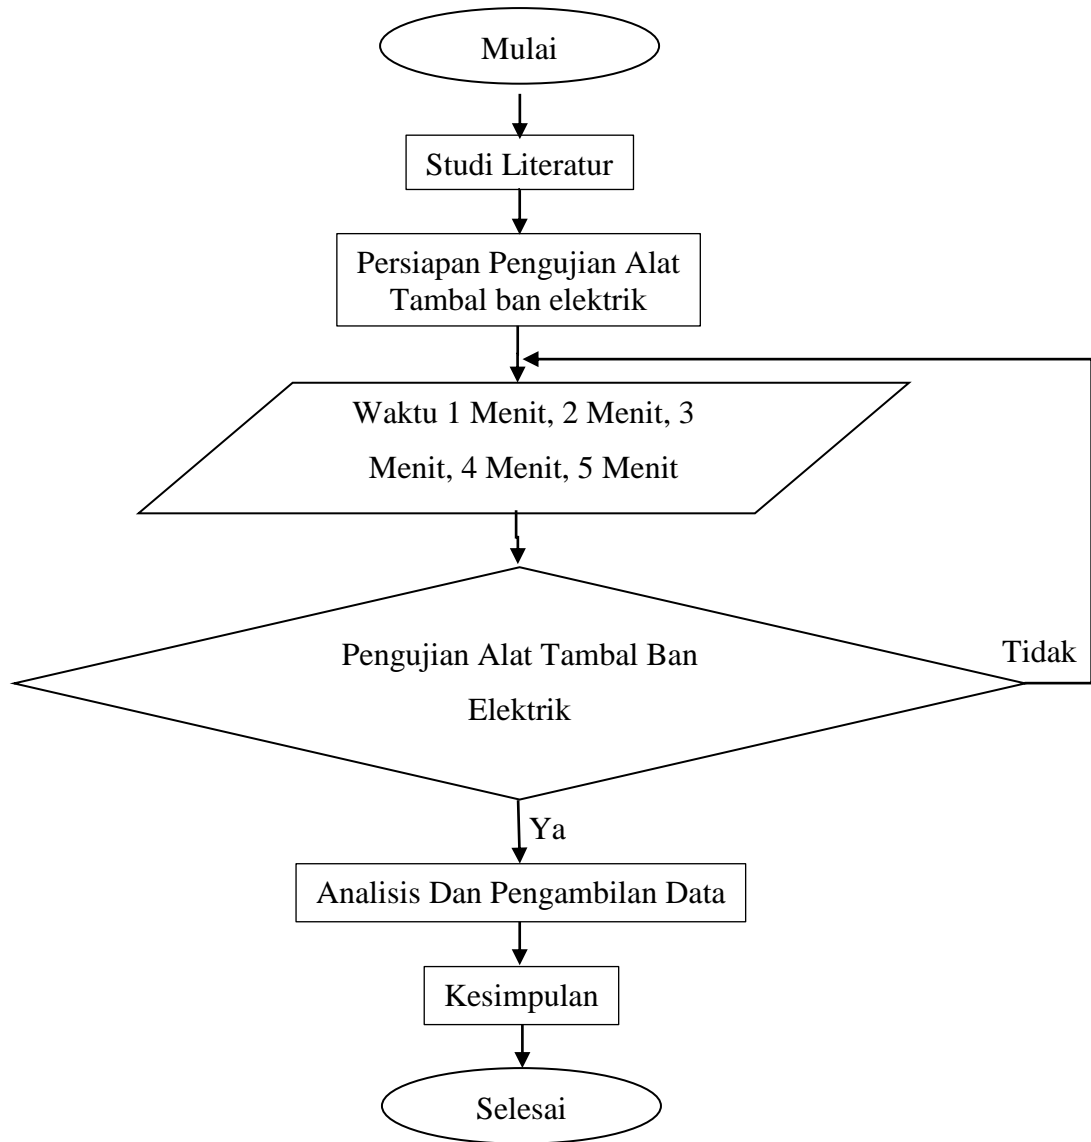 Mulai
Studi Literatur
Persiapan Pengujian Alat
Tambal ban elektrik
Waktu 1 Menit, 2 Menit, 3
Menit, 4 Menit, 5 Menit
Pengujian Alat Tambal Ban
Elektrik
Tidak
Ya
Analisis Dan Pengambilan Data
Kesimpulan
Selesai